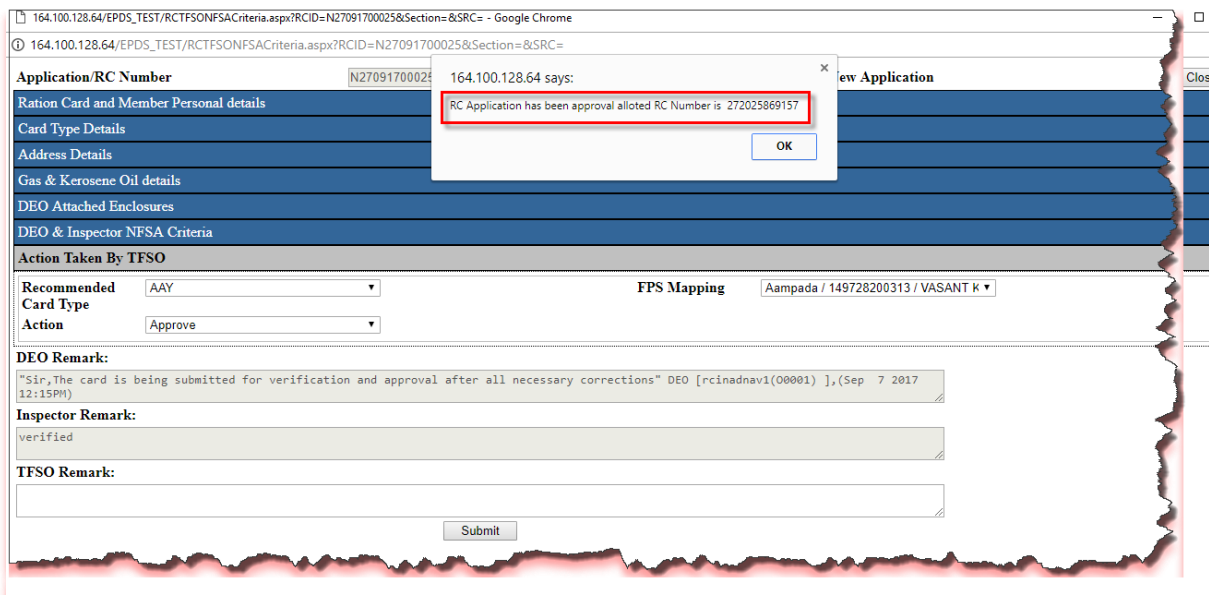 164.100.128.64/EPDS_TEST/RCTFSONFSACriteria.aspx?RCID=N27091700025&Section=&SRC= - Google Chrome
164.100.128.64/EPDS_TEST/RCTFSONFSACriteria.aspx?RCID=N27091700025&Section=&SRC=
Application/RC Number N27091700025 ew Application Clos
164.100.128.64 says:
RC Application has been approval alloted RC Number is 272025869157
OK
Ration Card and Member Personal details
Card Type Details
Address Details
Gas & Kerosene Oil details
DEO Attached Enclosures
DEO & Inspector NFSA Criteria
Action Taken By TFSO
Recommended Card Type AAY FPS Mapping Aampada / 149728200313 / VASANT K
Action Approve
DEO Remark:
"Sir,The card is being submitted for verification and approval after all necessary corrections" DEO [rcinadnav1(O0001) ],(Sep 7 2017
12:15PM)
Inspector Remark:
verified
TFSO Remark:
Submit